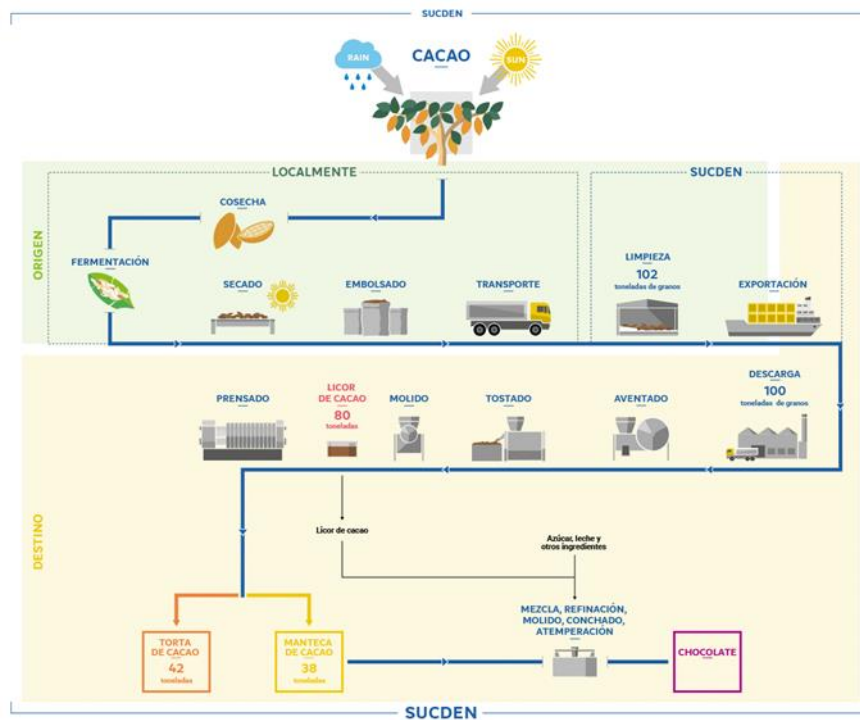 SUCDEN
RAIN
CACAO
SUN
LOCALMENTE
SUCDEN
ORIGEN
COSECHA
FERMENTACIÓN
SECADO
EMBOLSADO
TRANSPORTE
LIMPIEZA
102
toneladas de granos
EXPORTACIÓN
DESTINO
PRENSADO
LICOR
DE CACAO
80
toneladas
MOLIDO
TOSTADO
AVENTADO
DESCARGA
100
toneladas de granos
Licor de cacao
Azúcar, leche y
otros ingredientes
TORTA
DE CACAO
42
toneladas
MANTECA
DE CACAO
38
toneladas
MEZCLA, REFINACIÓN,
MOLIDO, CONCHADO,
ATEMPERACIÓN
CHOCOLATE
SUCDEN